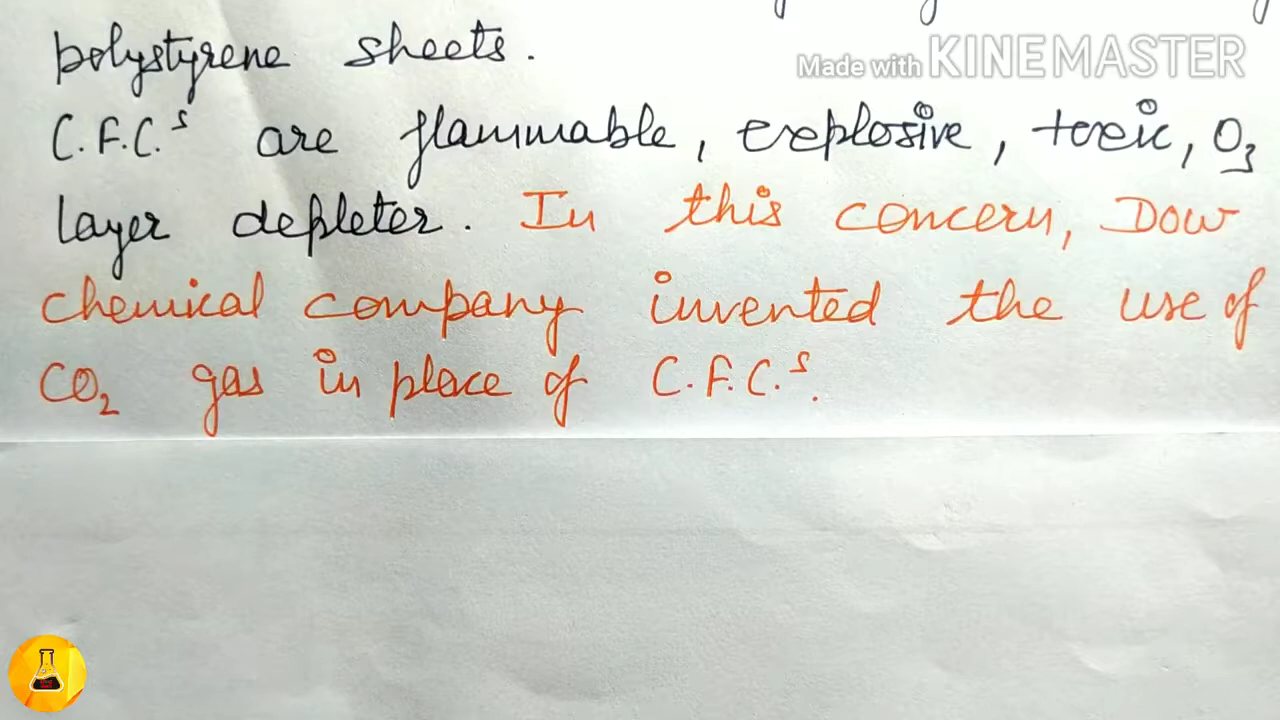 polystyrene sheets.
Made with KINEMASTER
C.F.C.s are flammable, explosive, toxic, O3
layer depleter. In this concern, Dow
chemical company invented the use of
CO2 gas in place of C.F.C.s.